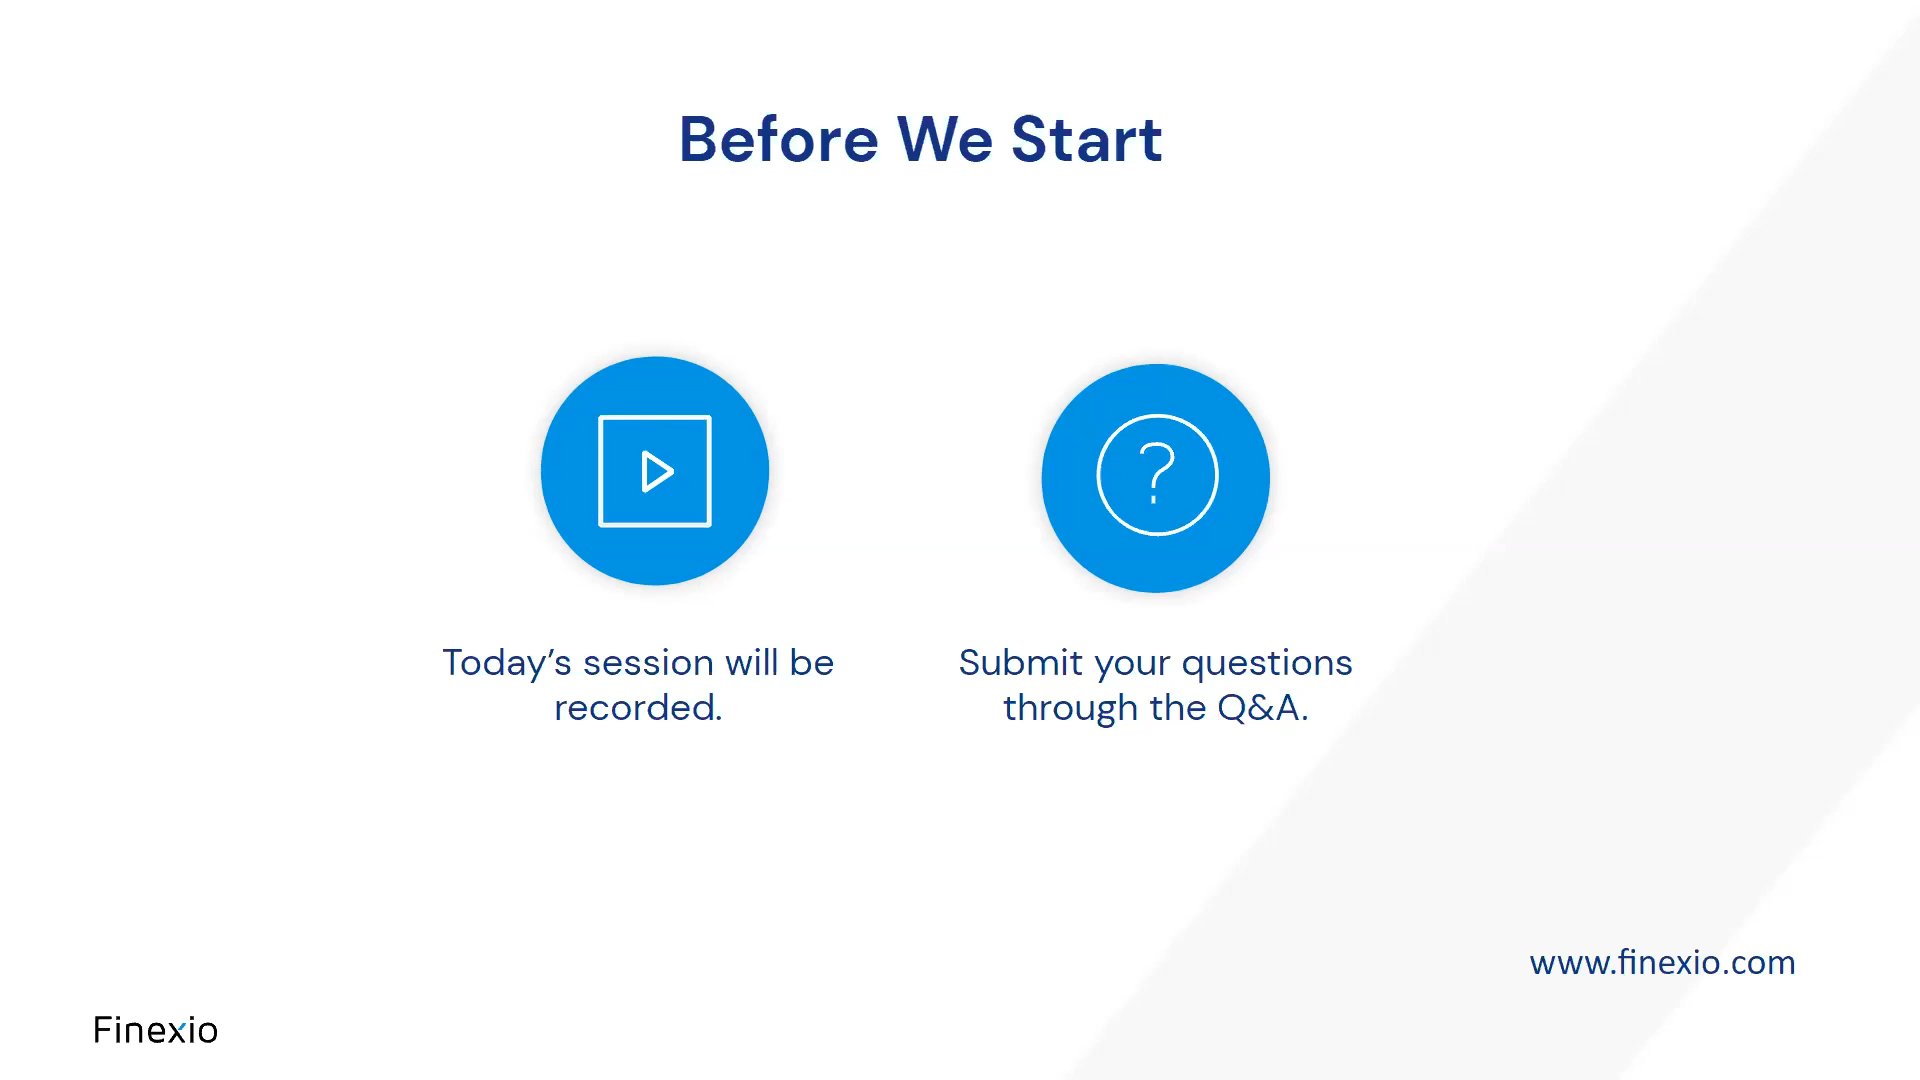 Before We Start
?
Today’s session will be
recorded.
Submit your questions
through the Q&A.
www.finexio.com
Finexio